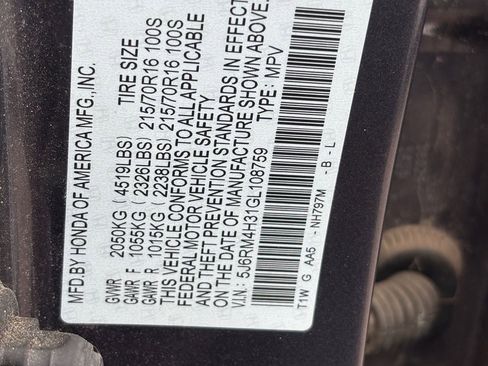 MFD.BY HONDA OF AMERICA MFG.,INC.
TIRE SIZE
GVWR 2050KG ( 4519LBS)
GAWR F 1055KG ( 2326LBS) 215/70R16 100S
GAWR R 1015KG ( 2238LBS) 215/70R16 100S
THIS VEHICLE CONFORMS TO ALL APPLICABLE
FEDERAL MOTOR VEHICLE SAFETY
AND THEFT PREVENTION STANDARDS IN EFFECT
ON THE DATE OF MANUFACTURE SHOWN ABOVE.
V.I.N.: 5J6RM4H31GL108759 TYPE: MPV
T1W G AA5 - NH797M - B - L